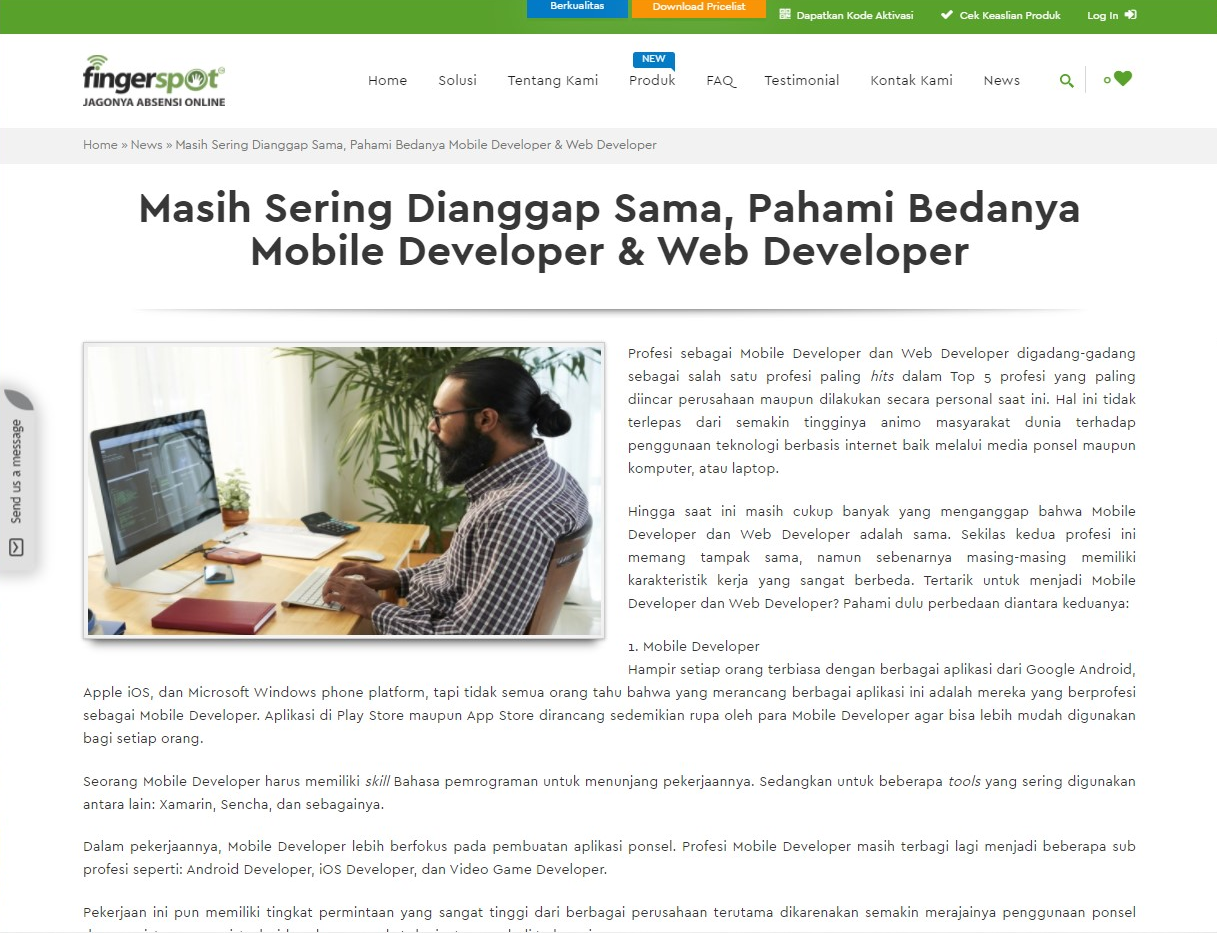 Berkualitas
Download Pricelist
Dapatkan Kode Aktivasi
Cek Keaslian Produk
Log In
fingerspot
JAGONYA ABSENSI ONLINE
Home
Solusi
Tentang Kami
NEW
Produk
FAQ
Testimonial
Kontak Kami
News
0
Home » News » Masih Sering Dianggap Sama, Pahami Bedanya Mobile Developer & Web Developer
Masih Sering Dianggap Sama, Pahami Bedanya
Mobile Developer & Web Developer
Send us a message
Profesi sebagai Mobile Developer dan Web Developer digadang-gadang
sebagai salah satu profesi paling hits dalam Top 5 profesi yang paling
diincar perusahaan maupun dilakukan secara personal saat ini. Hal ini tidak
terlepas dari semakin tingginya animo masyarakat dunia terhadap
penggunaan teknologi berbasis internet baik melalui media ponsel maupun
komputer, atau laptop.
Hingga saat ini masih cukup banyak yang menganggap bahwa Mobile
Developer dan Web Developer adalah sama. Sekilas kedua profesi ini
memang tampak sama, namun sebenarnya masing-masing memiliki
karakteristik kerja yang sangat berbeda. Tertarik untuk menjadi Mobile
Developer dan Web Developer? Pahami dulu perbedaan diantara keduanya:
1. Mobile Developer
Hampir setiap orang terbiasa dengan berbagai aplikasi dari Google Android,
Apple iOS, dan Microsoft Windows phone platform, tapi tidak semua orang tahu bahwa yang merancang berbagai aplikasi ini adalah mereka yang berprofesi
sebagai Mobile Developer. Aplikasi di Play Store maupun App Store dirancang sedemikian rupa oleh para Mobile Developer agar bisa lebih mudah digunakan
bagi setiap orang.
Seorang Mobile Developer harus memiliki skill Bahasa pemrograman untuk menunjang pekerjaannya. Sedangkan untuk beberapa tools yang sering digunakan
antara lain: Xamarin, Sencha, dan sebagainya.
Dalam pekerjaannya, Mobile Developer lebih berfokus pada pembuatan aplikasi ponsel. Profesi Mobile Developer masih terbagi lagi menjadi beberapa sub
profesi seperti: Android Developer, iOS Developer, dan Video Game Developer.
Pekerjaan ini pun memiliki tingkat permintaan yang sangat tinggi dari berbagai perusahaan terutama dikarenakan semakin merajainya penggunaan ponsel